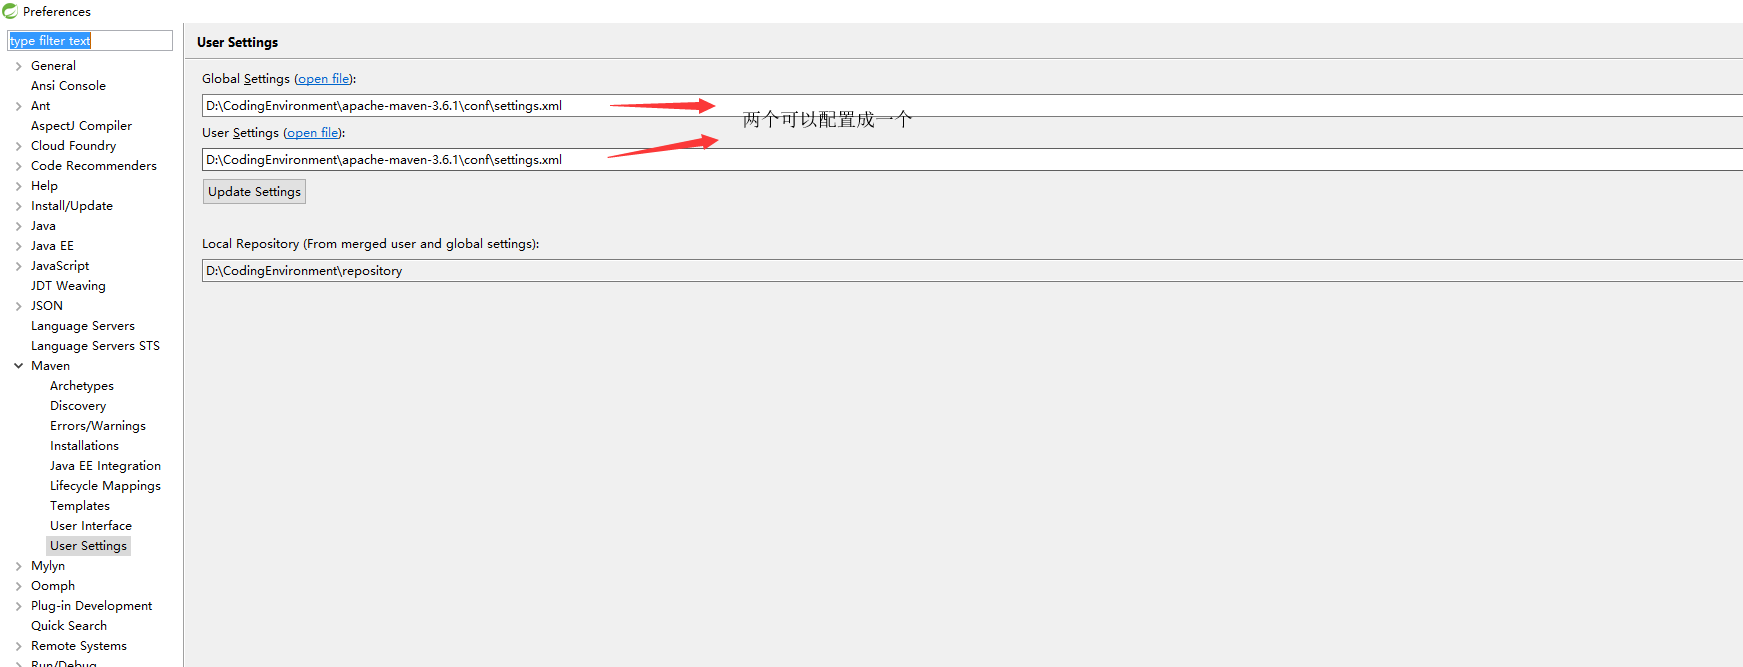 Preferences
type filter text
General
Ansi Console
Ant
AspectJ Compiler
Cloud Foundry
Code Recommenders
Help
Install/Update
Java
Java EE
JavaScript
JDT Weaving
JSON
Language Servers
Language Servers STS
Maven
Archetypes
Discovery
Errors/Warnings
Installations
Java EE Integration
Lifecycle Mappings
Templates
User Interface
User Settings
Mylyn
Oomph
Plug-in Development
Quick Search
Remote Systems
Run/Debug
User Settings
Global Settings (open file):
D:\CodingEnvironment\apache-maven-3.6.1\conf\settings.xml
两个可以配置成一个
User Settings (open file):
D:\CodingEnvironment\apache-maven-3.6.1\conf\settings.xml
Update Settings
Local Repository (From merged user and global settings):
D:\CodingEnvironment\repository